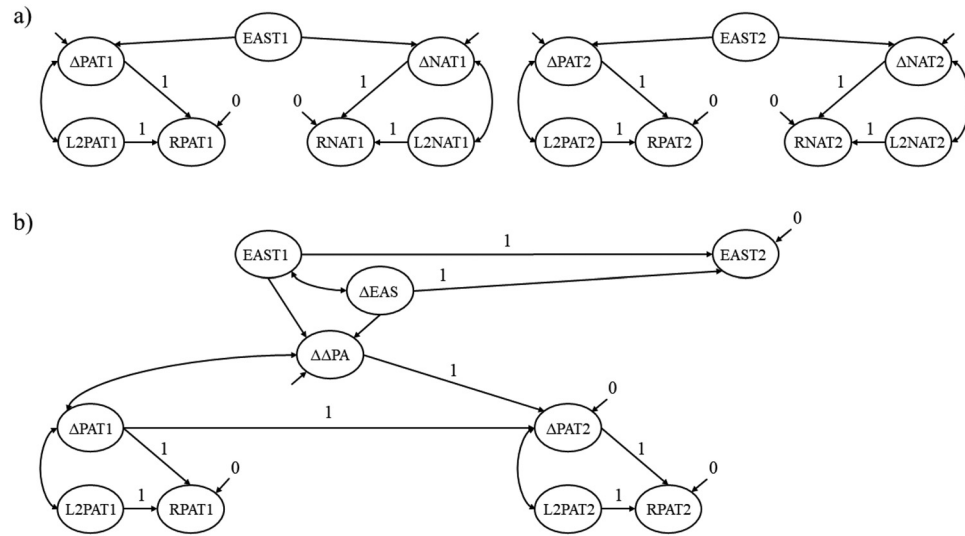 a)
EAST1 EAST2
ΔPAT1 ΔNAT1 ΔPAT2 ΔNAT2
1 1 1 1
0 0 0 0
L2PAT1 1 RPAT1 RNAT1 1 L2NAT1 L2PAT2 1 RPAT2 RNAT2 1 L2NAT2
b)
0
EAST1 1 EAST2
ΔEAS 1
ΔΔPA
1
1 0
ΔPAT1 ΔPAT2
1 1
0 0
L2PAT1 1 RPAT1 L2PAT2 1 RPAT2